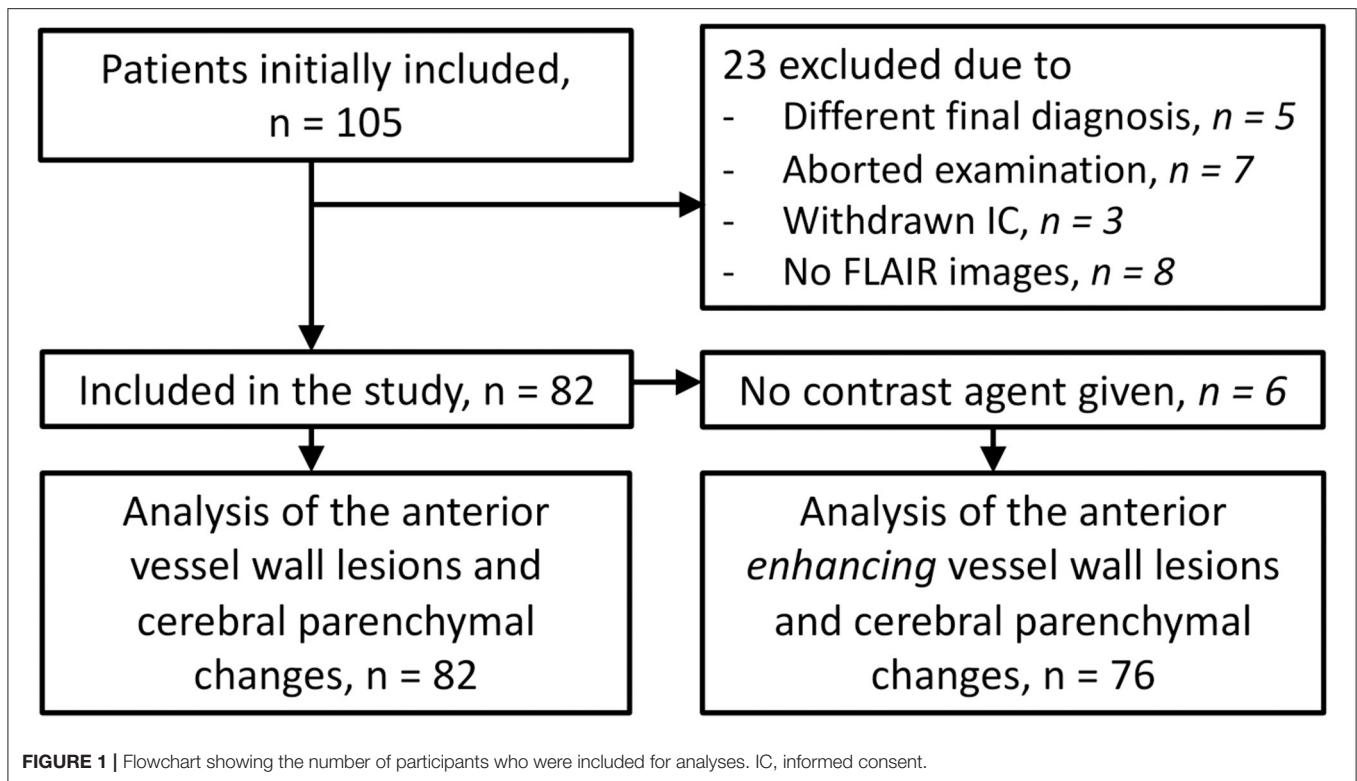 Patients initially included,
n = 105
23 excluded due to
- Different final diagnosis, n = 5
- Aborted examination, n = 7
- Withdrawn IC, n = 3
- No FLAIR images, n = 8
Included in the study, n = 82
No contrast agent given, n = 6
Analysis of the anterior
vessel wall lesions and
cerebral parenchymal
changes, n = 82
Analysis of the anterior
enhancing vessel wall lesions
and cerebral parenchymal
changes, n = 76
FIGURE 1 | Flowchart showing the number of participants who were included for analyses. IC, informed consent.